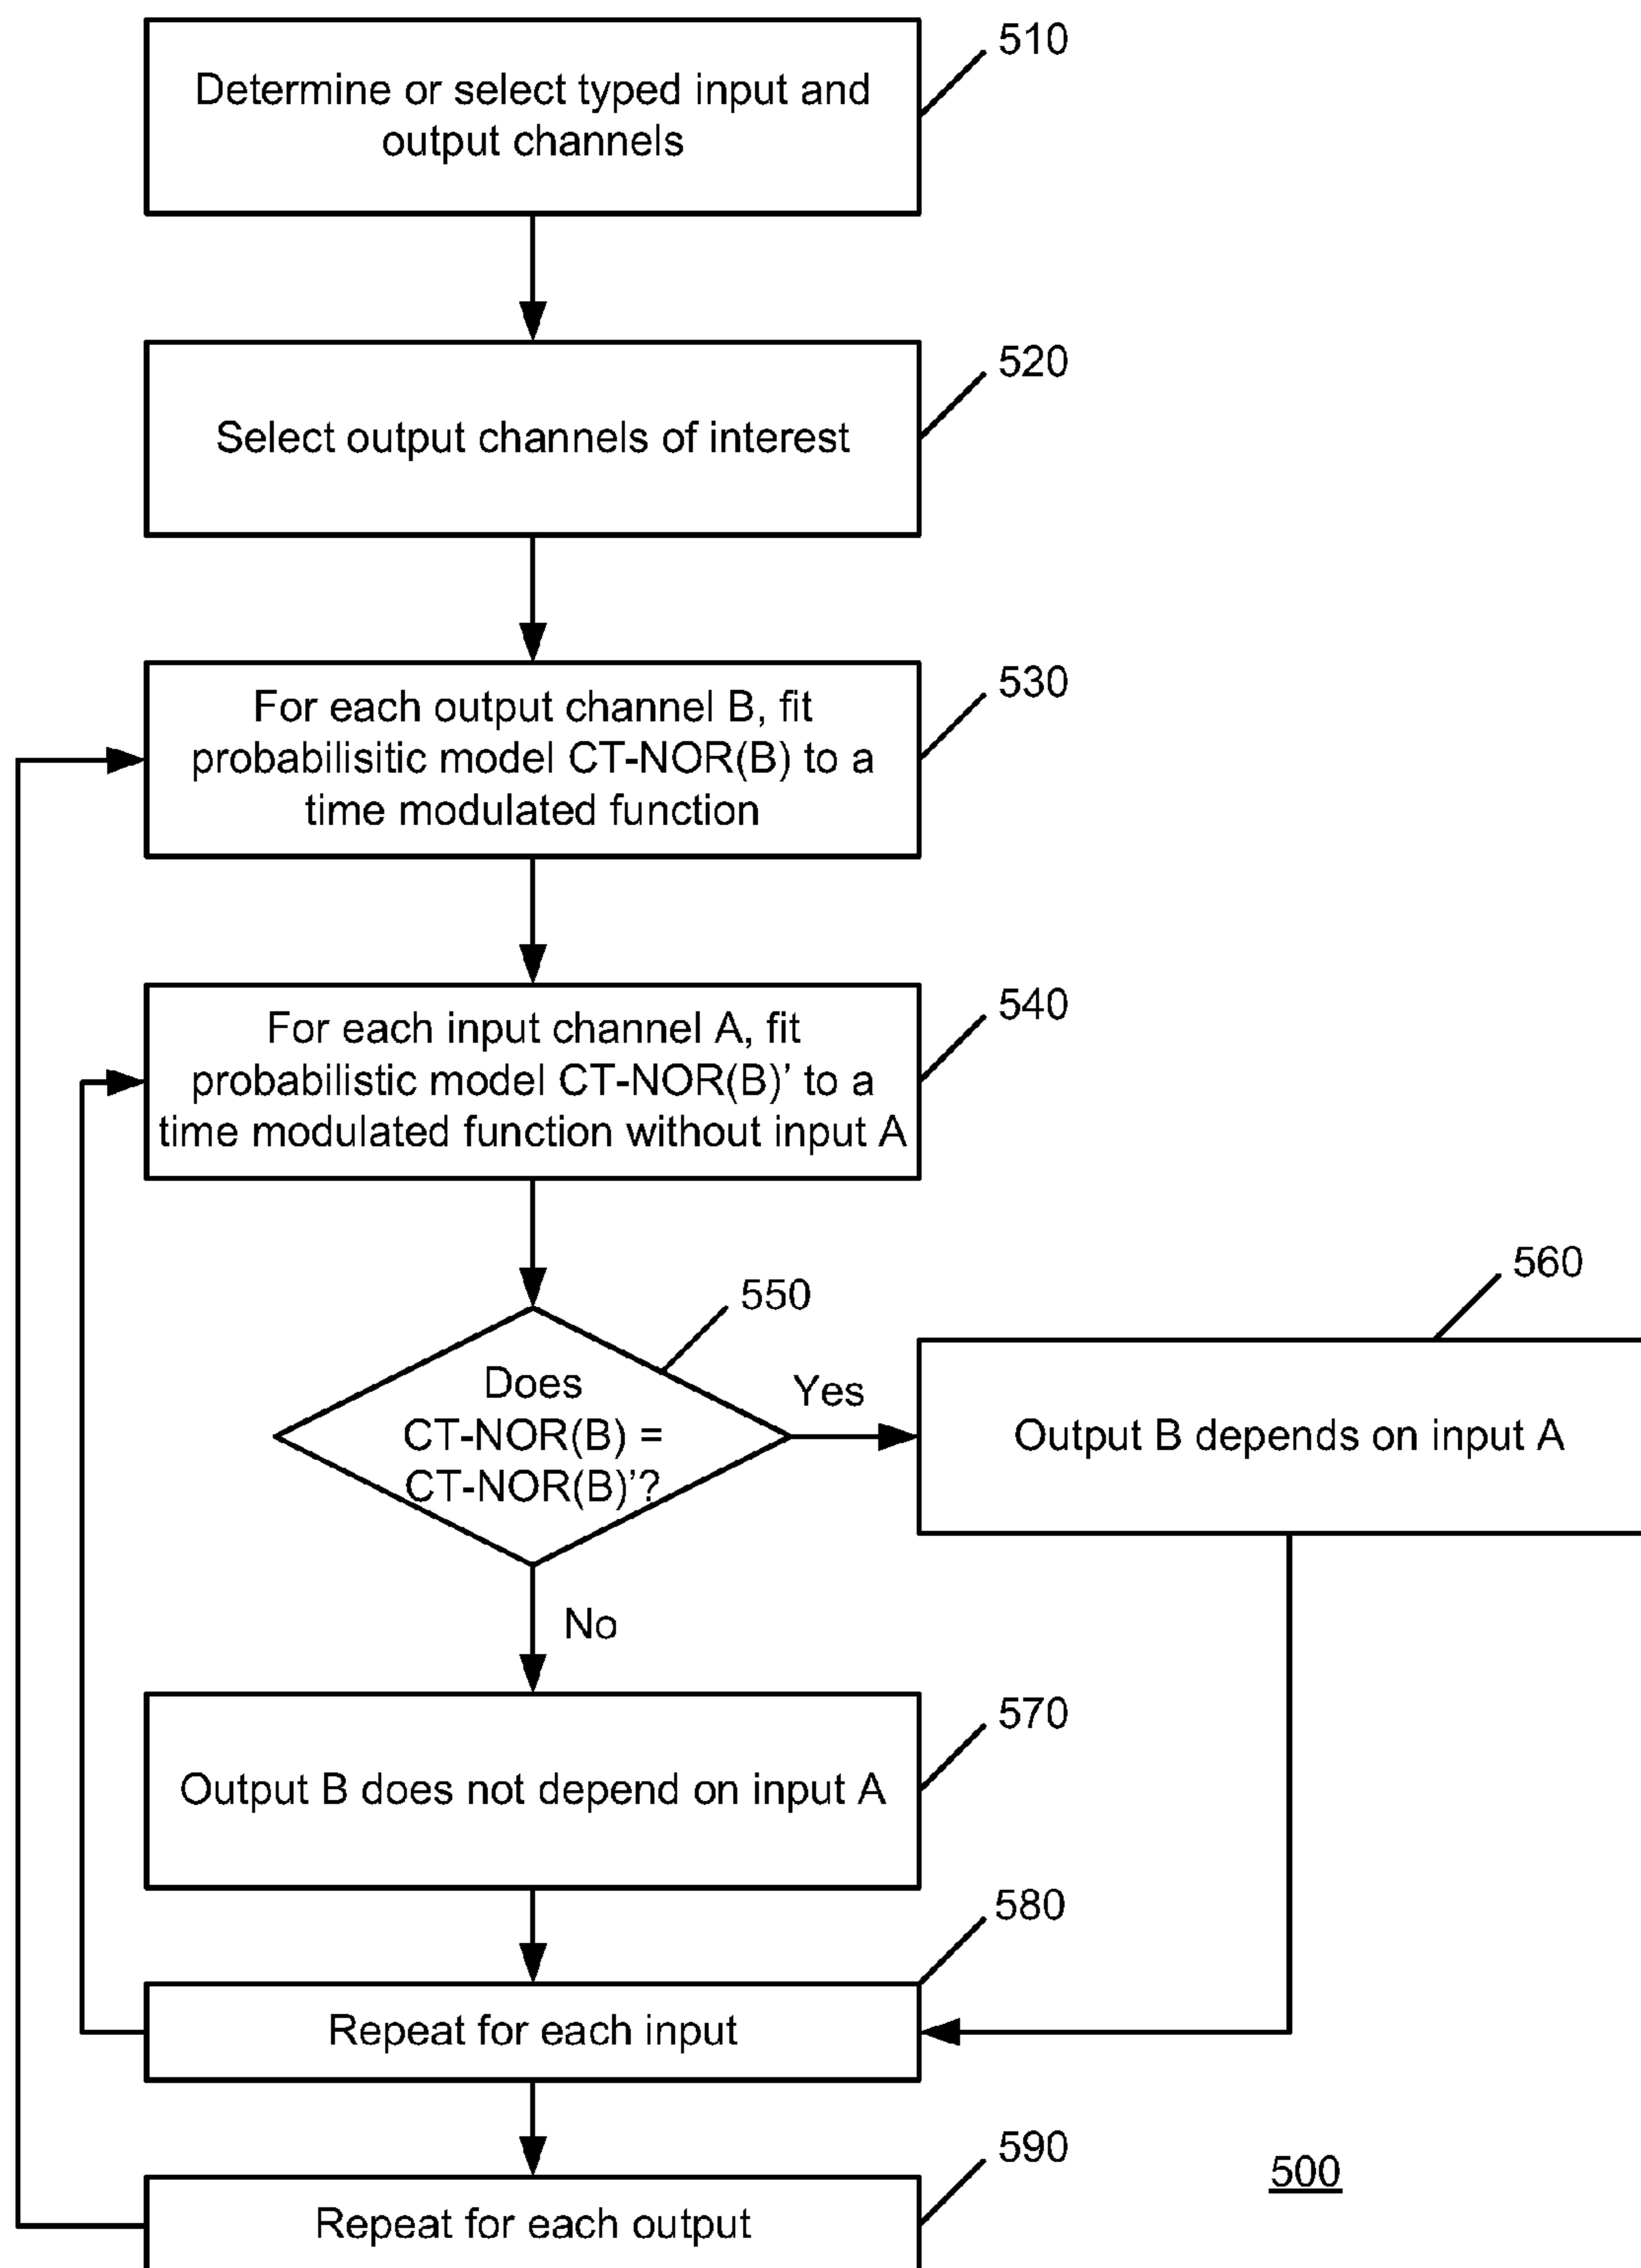 510
Determine or select typed input and
output channels
520
Select output channels of interest
530
For each output channel B, fit
probabilisitic model CT-NOR(B) to a
time modulated function
540
For each input channel A, fit
probabilistic model CT-NOR(B)’ to a
time modulated function without input A
550
560
Does
CT-NOR(B) =
CT-NOR(B)’?
Yes
Output B depends on input A
No
570
Output B does not depend on input A
580
Repeat for each input
590
500
Repeat for each output